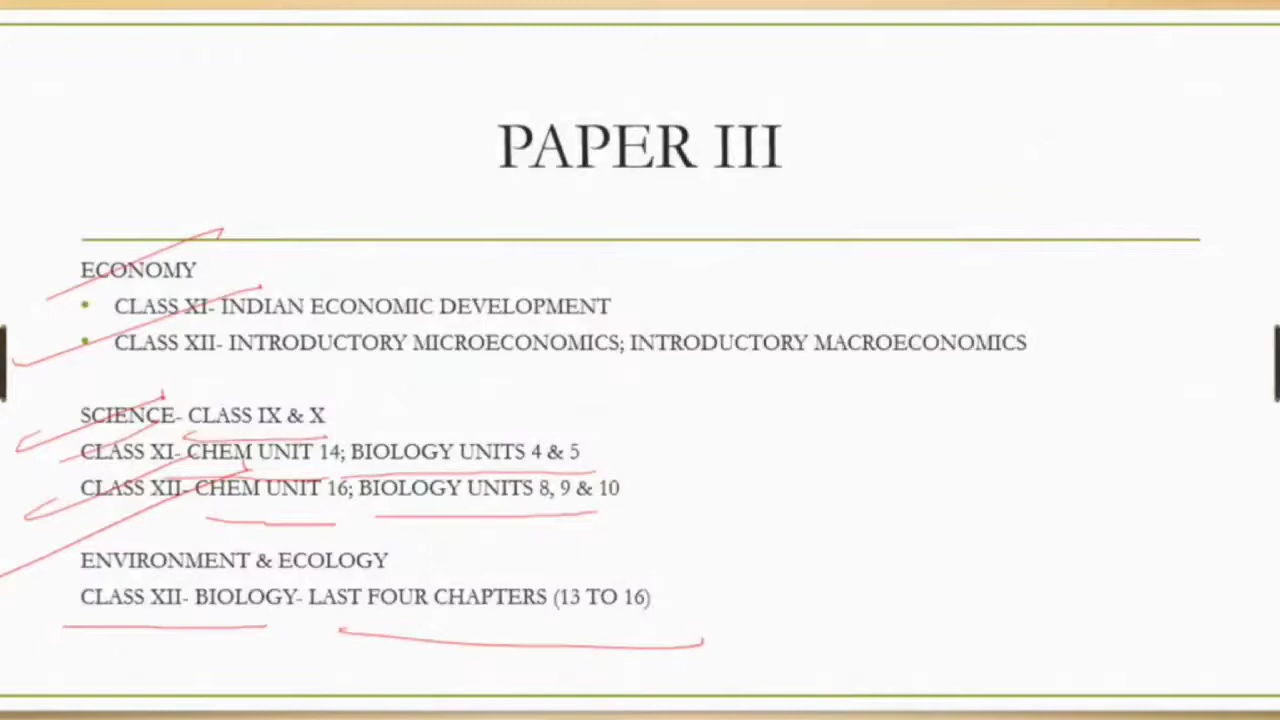 PAPER III
ECONOMY
• CLASS XI- INDIAN ECONOMIC DEVELOPMENT
• CLASS XII- INTRODUCTORY MICROECONOMICS; INTRODUCTORY MACROECONOMICS
SCIENCE- CLASS IX & X
CLASS XI- CHEM UNIT 14; BIOLOGY UNITS 4 & 5
CLASS XII- CHEM UNIT 16; BIOLOGY UNITS 8, 9 & 10
ENVIRONMENT & ECOLOGY
CLASS XII- BIOLOGY- LAST FOUR CHAPTERS (13 TO 16)